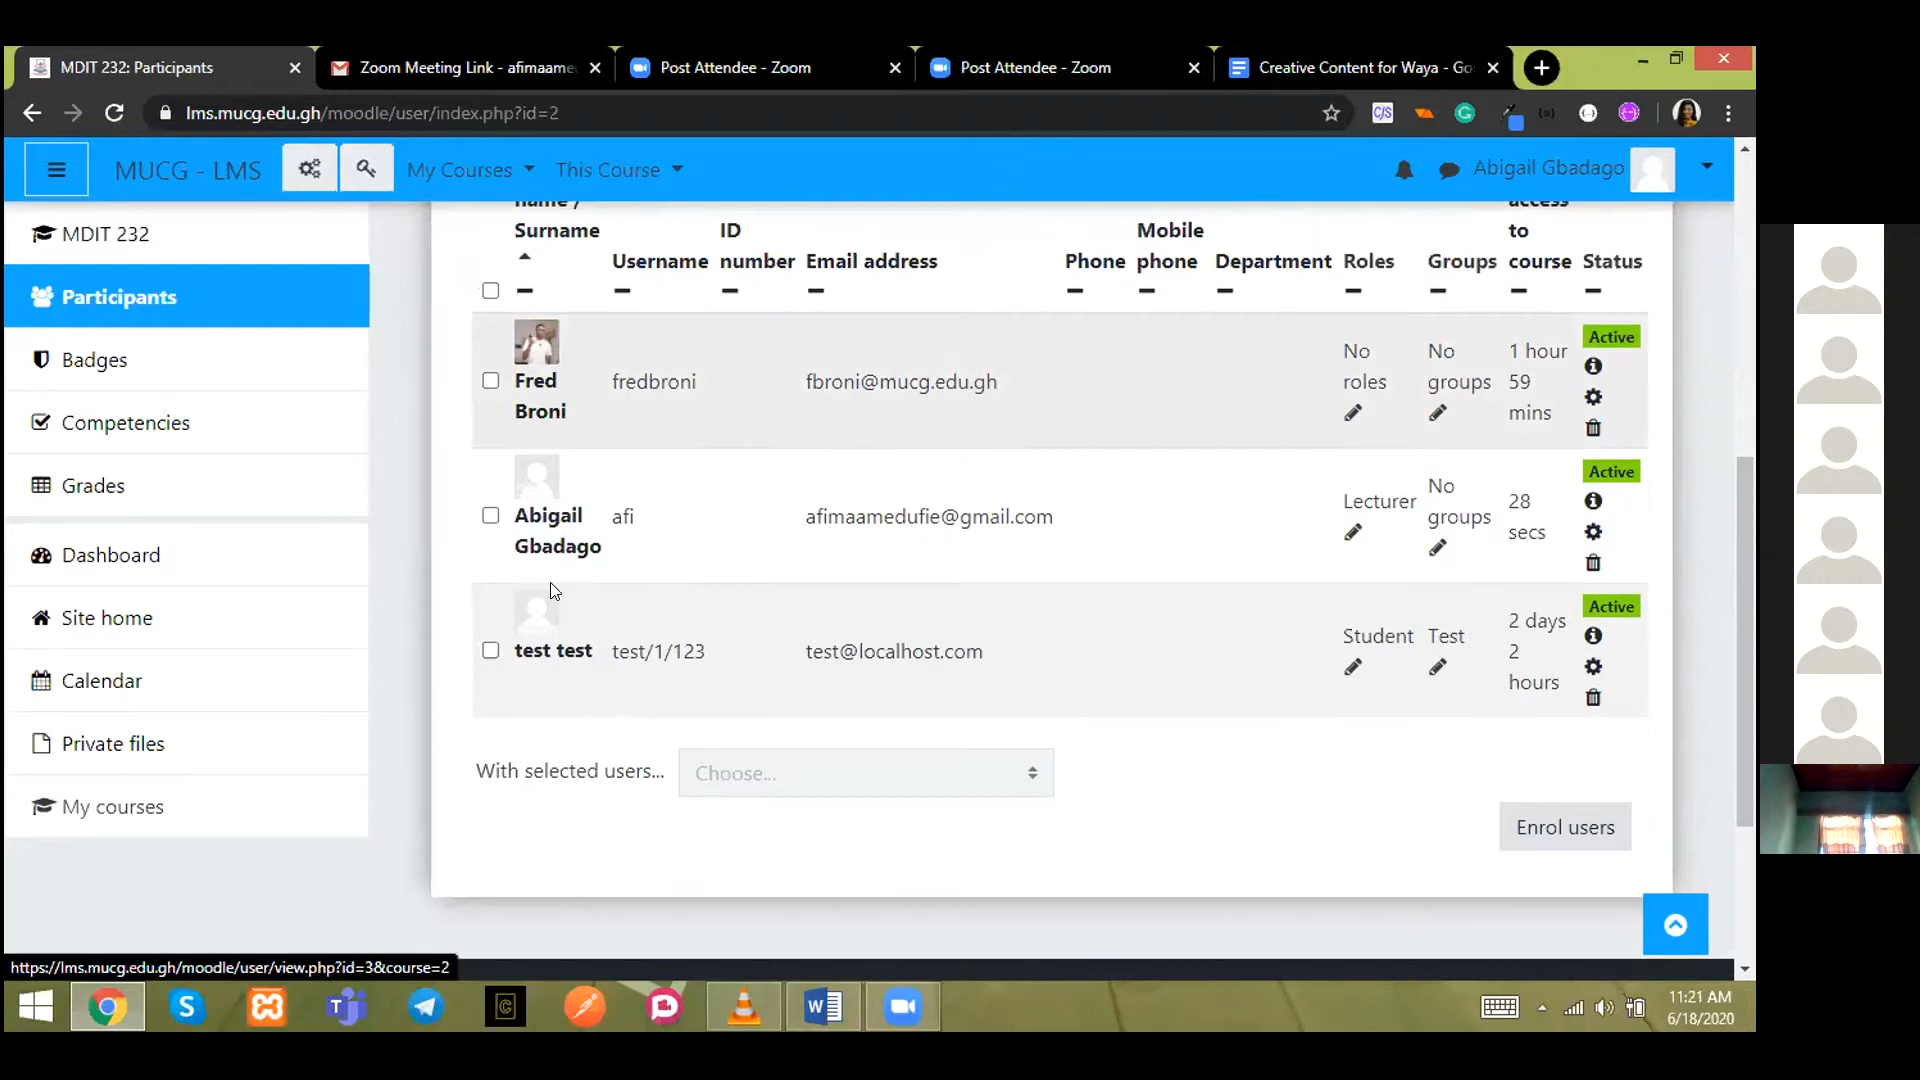 MDIT 232: Participants
Zoom Meeting Link - afimaame
Post Attendee - Zoom
Post Attendee - Zoom
Creative Content for Waya - Go
lms.mucg.edu.gh/moodle/user/index.php?id=2
MUCG - LMS
My Courses
This Course
Abigail Gbadago
MDIT 232
Participants
Badges
Competencies
Grades
Dashboard
Site home
Calendar
Private files
My courses
name / access
Surname ID Mobile to
Username number Email address Phone phone Department Roles Groups course Status
Active
No No 1 hour
Fred fredbroni fbroni@mucg.edu.gh roles groups 59
Broni mins
Active
No
Abigail afi afimaamedufie@gmail.com Lecturer groups 28
Gbadago secs
Active
2 days
test test test/1/123 test@localhost.com Student Test 2
hours
With selected users... Choose...
Enrol users
https://lms.mucg.edu.gh/moodle/user/view.php?id=3&course=2
11:21 AM
6/18/2020